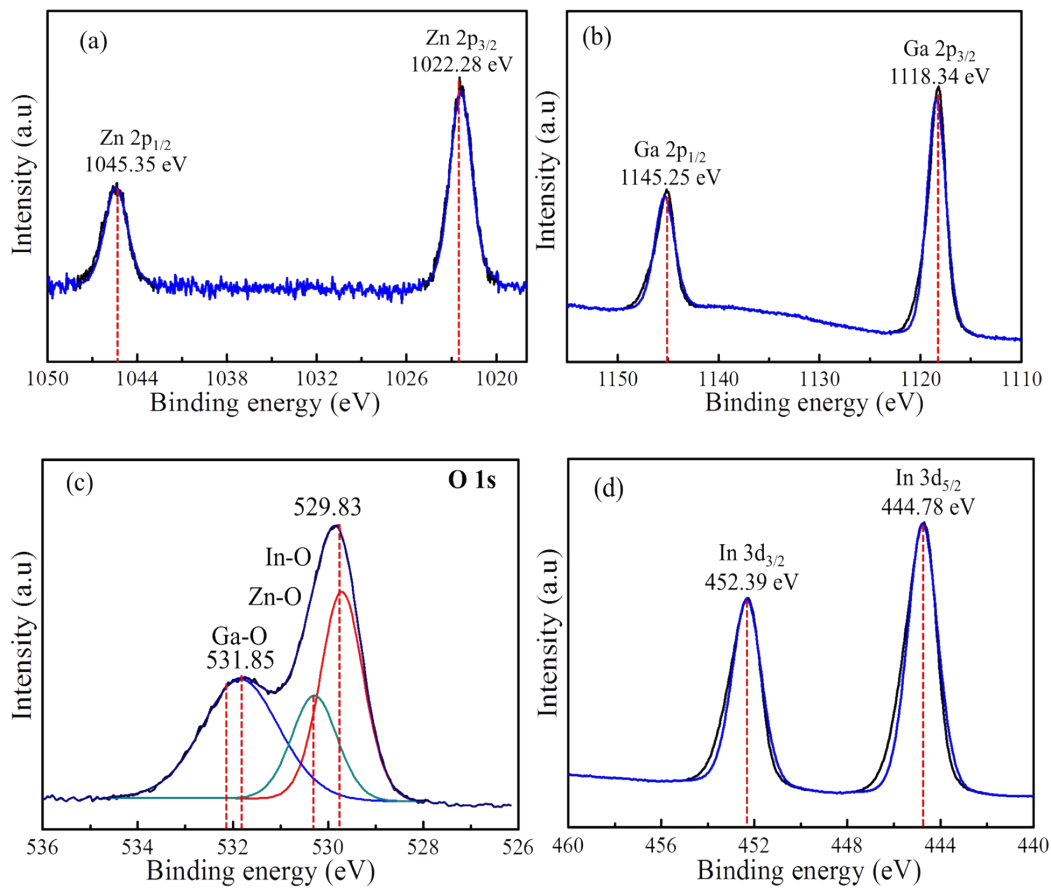 (a)
Zn 2p3/2
1022.28 eV
Zn 2p1/2
1045.35 eV
Intensity (a.u)
1050 1044 1038 1032 1026 1020
Binding energy (eV)
(b)
Ga 2p3/2
1118.34 eV
Ga 2p1/2
1145.25 eV
Intensity (a.u)
1150 1140 1130 1120 1110
Binding energy (eV)
(c)
O 1s
529.83
In-O
Zn-O
Ga-O
531.85
Intensity (a.u)
536 534 532 530 528 526
Binding energy (eV)
(d)
In 3d5/2
444.78 eV
In 3d3/2
452.39 eV
Intensity (a.u)
460 456 452 448 444 440
Binding energy (eV)